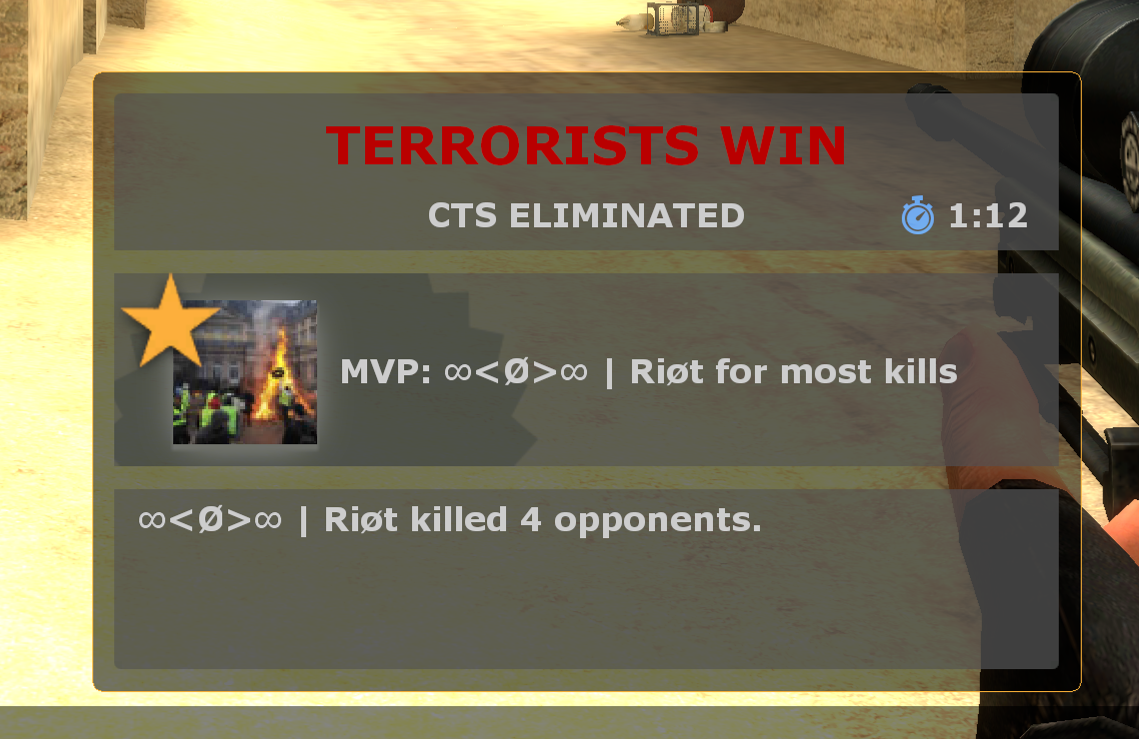 TERRORISTS WIN
CTS ELIMINATED
1:12
MVP: ∞<Ø>∞ | Riøt for most kills
∞<Ø>∞ | Riøt killed 4 opponents.